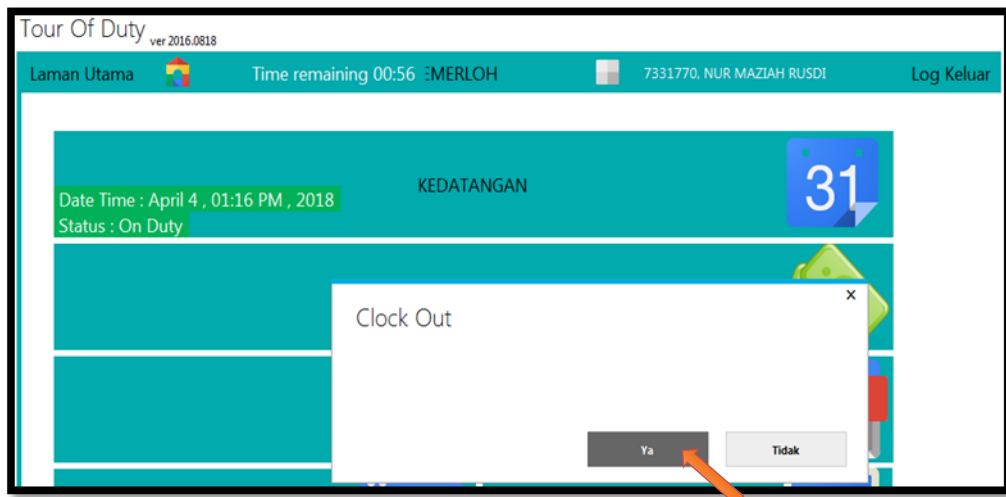 Tour Of Duty ver 2016.0818
Laman Utama Time remaining 00:56 EMERLOH 7331770, NUR MAZIAH RUSDI Log Keluar
KEDATANGAN
31
Date Time : April 4 , 01:16 PM , 2018
Status : On Duty
x
Clock Out
Ya Tidak